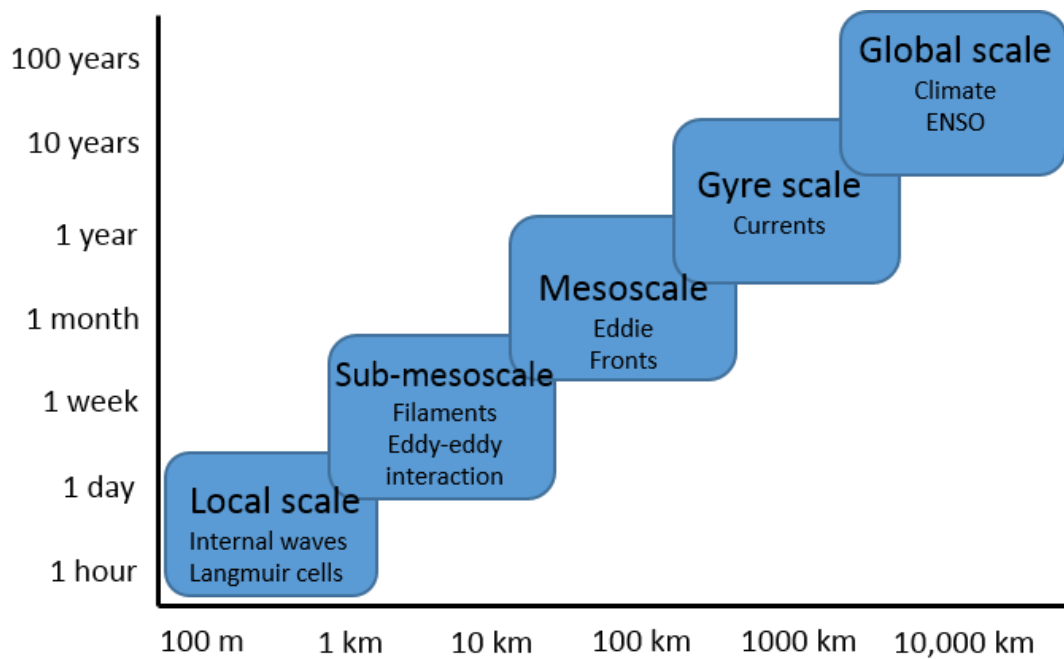 100 years
10 years
1 year
1 month
1 week
1 day
1 hour
Global scale
Climate
ENSO
Gyre scale
Currents
Mesoscale
Eddie
Fronts
Sub-mesoscale
Filaments
Eddy-eddy
interaction
Local scale
Internal waves
Langmuir cells
100 m 1 km 10 km 100 km 1000 km 10,000 km